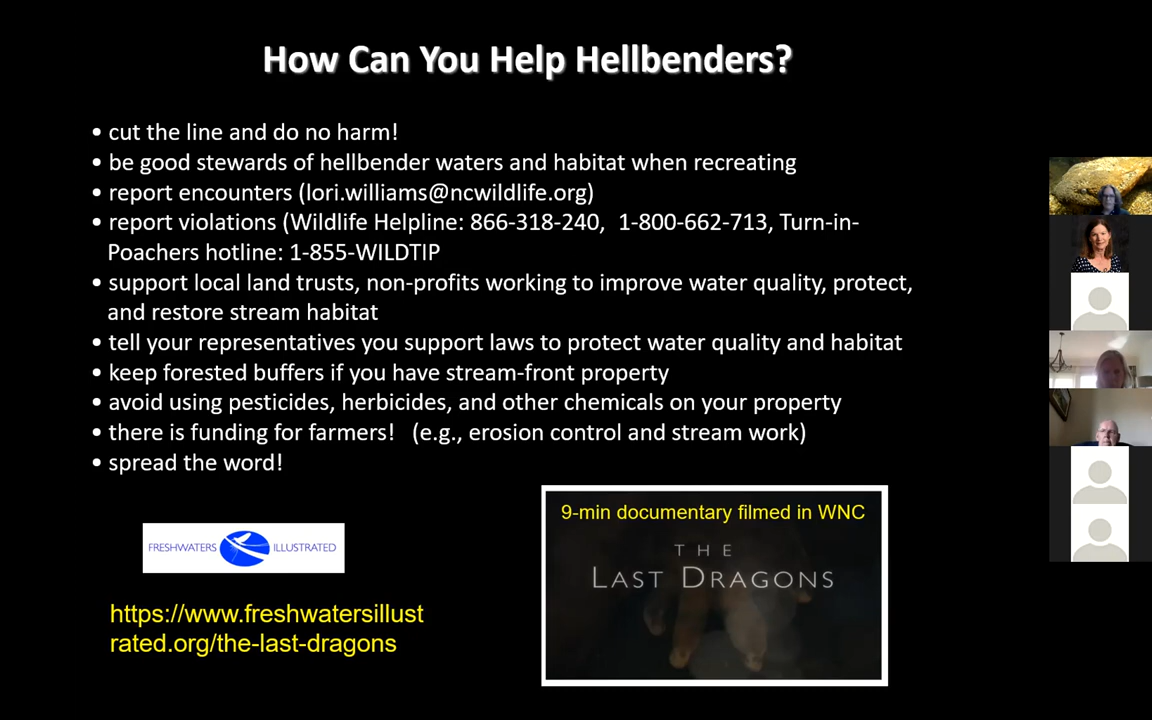 How Can You Help Hellbenders?
• cut the line and do no harm!
• be good stewards of hellbender waters and habitat when recreating
• report encounters (lori.williams@ncwildlife.org)
• report violations (Wildlife Helpline: 866-318-240, 1-800-662-713, Turn-in-
Poachers hotline: 1-855-WILDTIP
• support local land trusts, non-profits working to improve water quality, protect,
and restore stream habitat
• tell your representatives you support laws to protect water quality and habitat
• keep forested buffers if you have stream-front property
• avoid using pesticides, herbicides, and other chemicals on your property
• there is funding for farmers! (e.g., erosion control and stream work)
• spread the word!
FRESHWATERS ILLUSTRATED
https://www.freshwatersillust
rated.org/the-last-dragons
9-min documentary filmed in WNC
THE
LAST DRAGONS